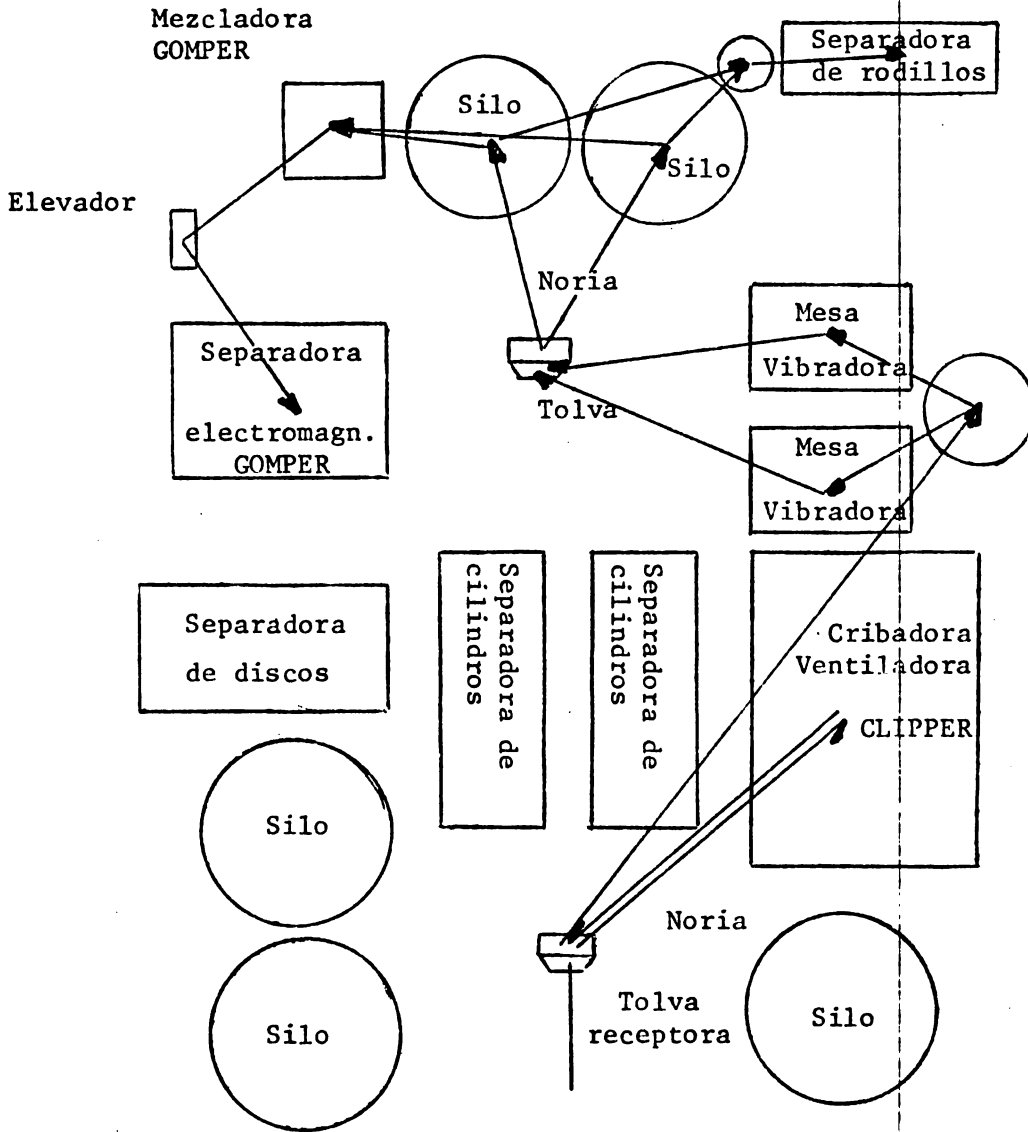 Mezcladora
GOMPER
Separadora
de rodillos
Silo
Silo
Elevador
Noria
Mesa
Vibradora
Separadora
electromagn.
GOMPER
Tolva
Mesa
Vibradora
Separadora
de discos
Separadora de
cilindros
Separadora de
cilindros
Cribadora
Ventiladora
CLIPPER
Silo
Noria
Silo
Tolva
receptora
Silo